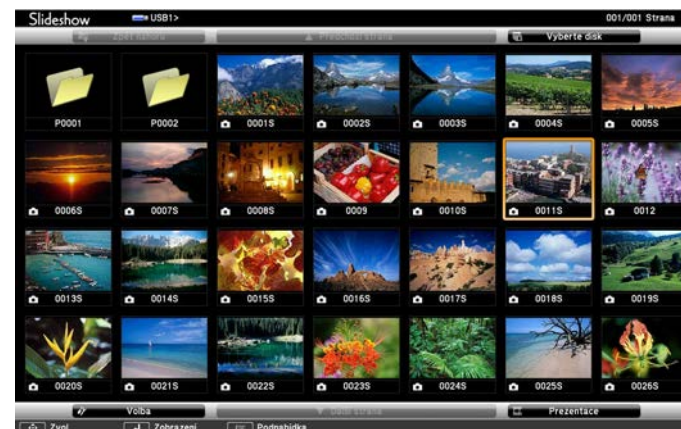 Slideshow USB1> 001/001 Strana
Zpět nahoru ▲ Předchozí strana Vyberte disk
P0001 P0002 0001S 0002S 0003S 0004S 0005S
0006S 0007S 0008S 0009 0010S 0011S 0012
0013S 0014S 0015S 0016S 0017S 0018S 0019S
0020S 0021S 0022S 0023S 0024S 0025S 0026S
Volba ▼ Další strana Prezentace
Zvol Zobrazení Esc Podnabídka